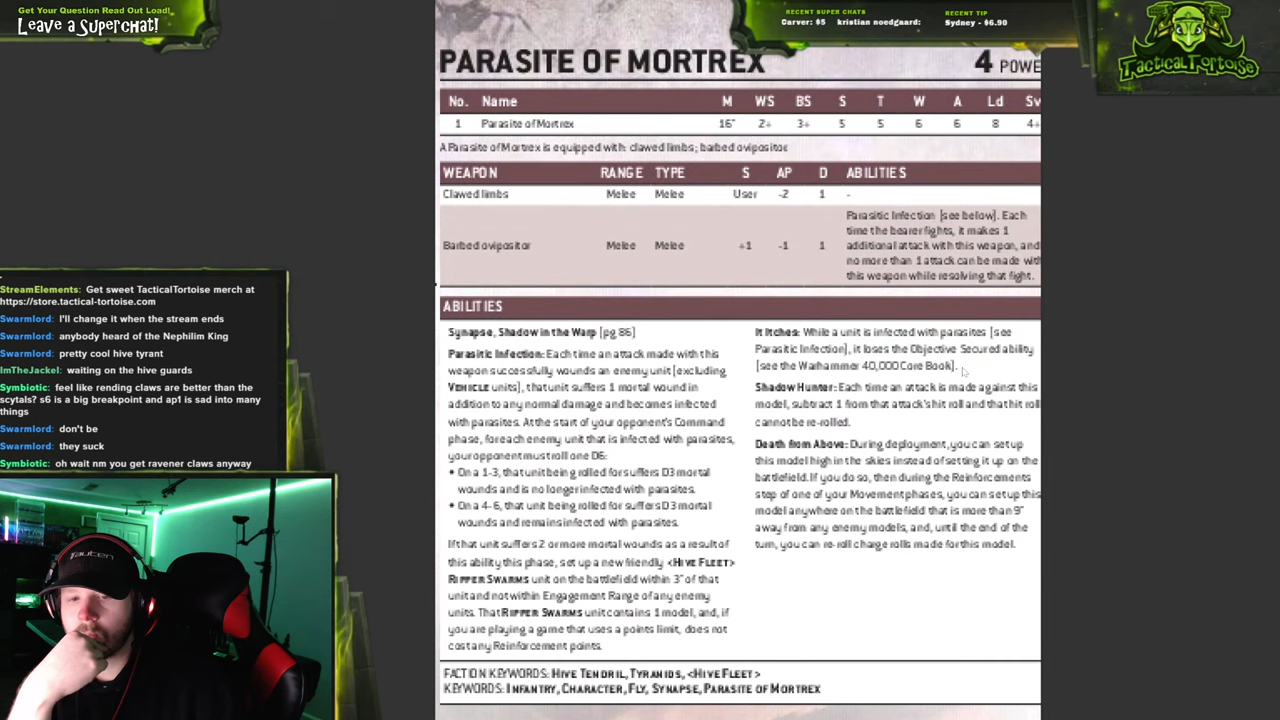 Get Your Question Read Out Load!
Leave a Superchat!
RECENT SUPER CHATS
Carver: $5 kristian noedgaard:
RECENT TIP
Sydney - $6.90
TacticalTortoise
PARASITE OF MORTREX 4 POWE
No. Name M WS BS S T W A Ld Sv
1 Parasite of Mortrex 16" 2+ 3+ 5 5 6 6 8 4+
A Parasite of Mortrex is equipped with: clawed limbs; barbed ovipositor
WEAPON RANGE TYPE S AP D ABILITIES
Clawed limbs Melee Melee User -2 1 -
Barbed ovipositor Melee Melee +1 -1 1
Parasitic Infection (see below). Each
time the bearer fights, it makes 1
additional attack with this weapon, and
no more than 1 attack can be made with
this weapon while resolving that fight.
ABILITIES
Synapse, Shadow in the Warp (pg 86)
Parasitic Infection: Each time an attack made with this
weapon successfully wounds an enemy unit (excluding
VEHICLE units), that unit suffers 1 mortal wound in
addition to any normal damage and becomes infected
with parasites. At the start of your opponent's Command
phase, for each enemy unit that is infected with parasites,
your opponent must roll one D6:
• On a 1-3, that unit being rolled for suffers D3 mortal
wounds and is no longer infected with parasites.
• On a 4-6, that unit being rolled for suffers D3 mortal
wounds and remains infected with parasites.
If that unit suffers 2 or more mortal wounds as a result of
this ability this phase, set up a new friendly <HIVE FLEET>
RIPPER SWARMS unit on the battlefield within 3" of that
unit and not within Engagement Range of any enemy
units. That RIPPER SWARMS unit contains 1 model, and, if
you are playing a game that uses a points limit, does not
cost any Reinforcement points.
It Itches: While a unit is infected with parasites (see
Parasitic Infection), it loses the Objective Secured ability
(see the Warhammer 40,000 Core Book).
Shadow Hunter: Each time an attack is made against this
model, subtract 1 from that attack's hit roll and that hit roll
cannot be re-rolled.
Death from Above: During deployment, you can set up
this model high in the skies instead of setting it up on the
battlefield. If you do so, then during the Reinforcements
step of one of your Movement phases, you can set up this
model anywhere on the battlefield that is more than 9"
away from any enemy models, and, until the end of the
turn, you can re-roll charge rolls made for this model.
FACTION KEYWORDS: HIVE TENDRIL, TYRANIDS, <HIVE FLEET>
KEYWORDS: INFANTRY, CHARACTER, FLY, SYNAPSE, PARASITE OF MORTREX
StreamElements: Get sweet TacticalTortoise merch at
https://store.tactical-tortoise.com
Swarmlord: I'll change it when the stream ends
Swarmlord: anybody heard of the Nephilim King
Swarmlord: pretty cool hive tyrant
ImTheJackel: waiting on the hive guards
Symbiotic: feel like rending claws are better than the
scytals? s6 is a big breakpoint and ap1 is sad into many
things
Swarmlord: don't be
Swarmlord: they suck
Symbiotic: oh wait nm you get ravener claws anyway